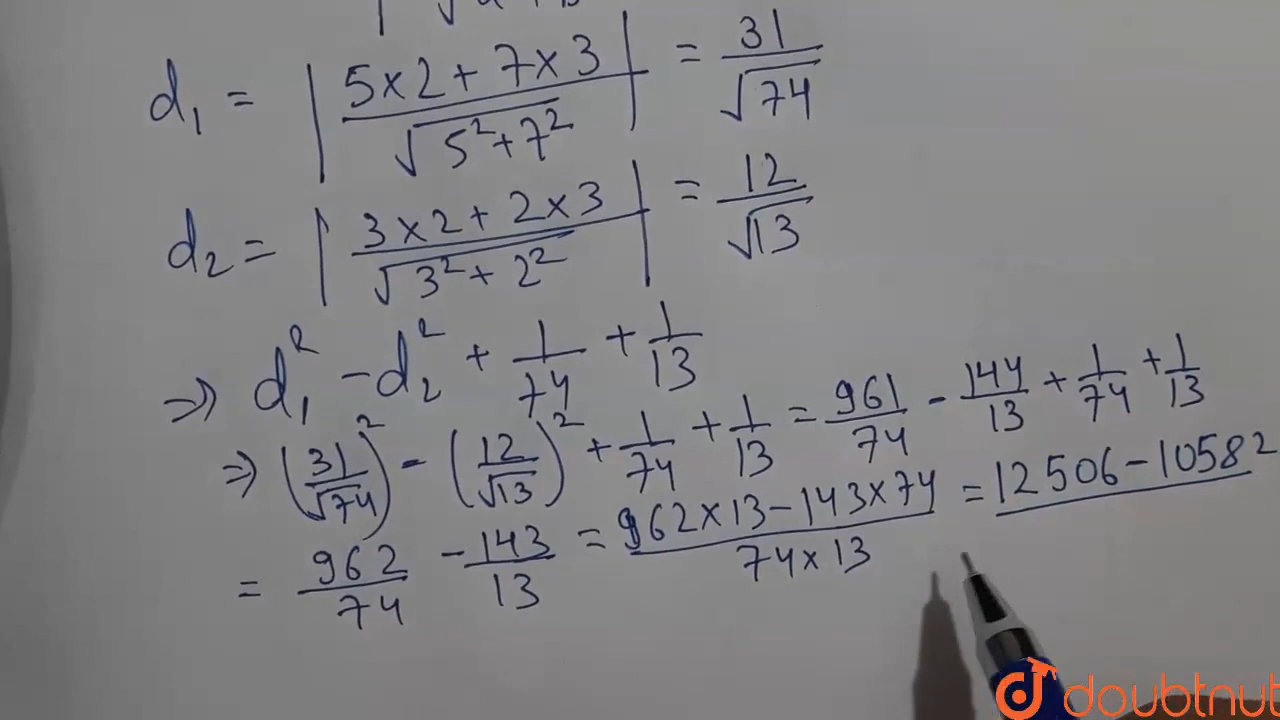 d₁ = |(5×2 + 7×3)/√(5²+7²)| = 31/√74
d₂ = |(3×2 + 2×3)/√(3²+2²)| = 12/√13
⇒ d₁² - d₂² + 1/74 + 1/13
⇒ (31/√74)² - (12/√13)² + 1/74 + 1/13 = 961/74 - 144/13 + 1/74 + 1/13
= 962/74 - 143/13 = (962×13 - 143×74)/(74×13) = 12506 - 10582
doubtnut